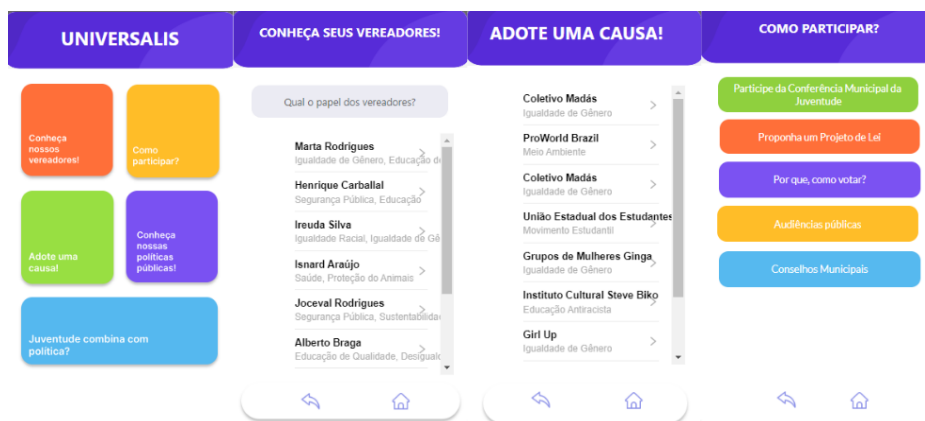 UNIVERSALIS
Conheça
nossos
vereadores!
Como
participar?
Adote uma
causa!
Conheça
nossas
políticas
públicas!
Juventude combina com
política?
CONHEÇA SEUS VEREADORES!
Qual o papel dos vereadores?
Marta Rodrigues
Igualdade de Gênero, Educação de
Henrique Carballal
Segurança Pública, Educação
Ireuda Silva
Igualdade Racial, Igualdade de Gê
Isnard Araújo
Saúde, Proteção do Animais
Joceval Rodrigues
Segurança Pública, Sustentabilida
Alberto Braga
Educação de Qualidade, Desigual
ADOTE UMA CAUSA!
Coletivo Madás
Igualdade de Gênero
ProWorld Brazil
Meio Ambiente
Coletivo Madás
Igualdade de Gênero
União Estadual dos Estudantes
Movimento Estudantil
Grupos de Mulheres Ginga
Igualdade de Gênero
Instituto Cultural Steve Biko
Educação Antiracista
Girl Up
Igualdade de Gênero
COMO PARTICIPAR?
Participe da Conferência Municipal da
Juventude
Proponha um Projeto de Lei
Por que, como votar?
Audiências públicas
Conselhos Municipais